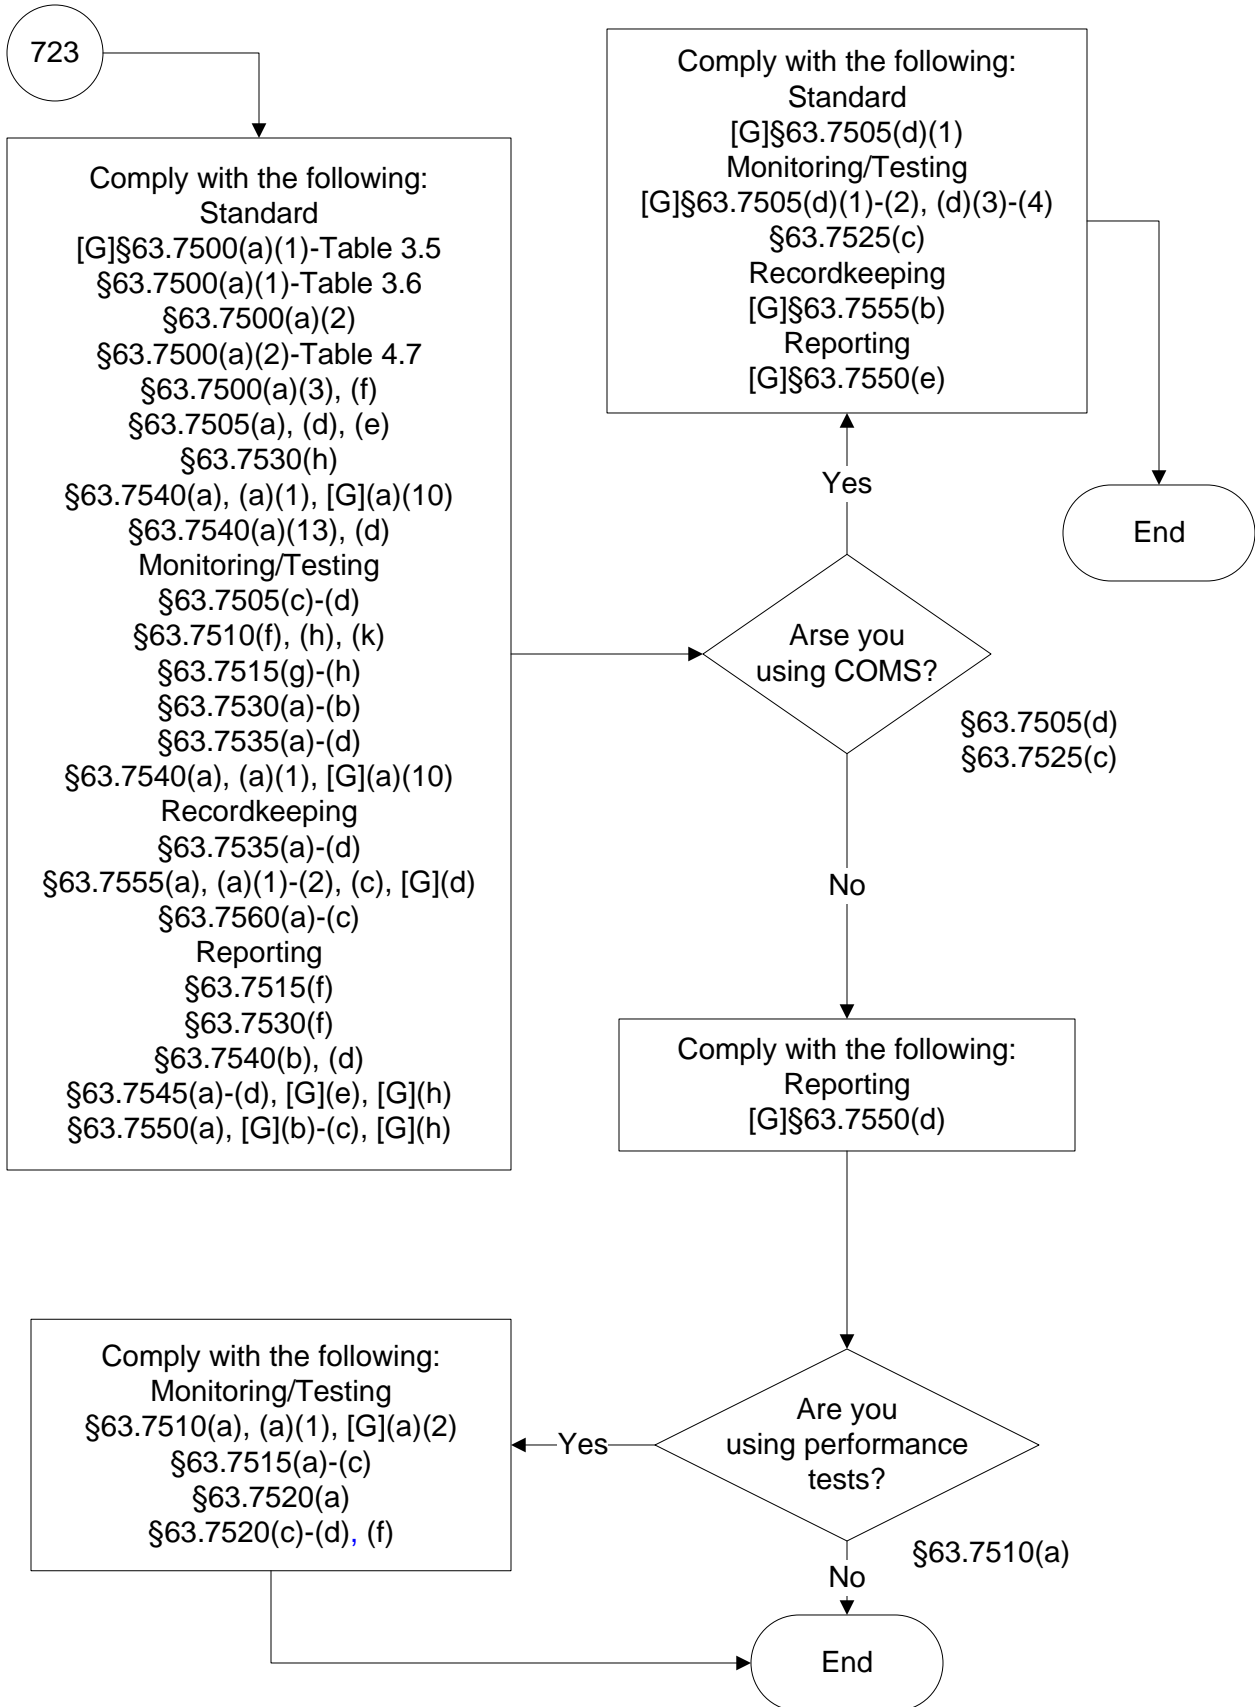 723
Comply with the following:
Standard
[G]§63.7500(a)(1)-Table 3.5
§63.7500(a)(1)-Table 3.6
§63.7500(a)(2)
§63.7500(a)(2)-Table 4.7
§63.7500(a)(3), (f)
§63.7505(a), (d), (e)
§63.7530(h)
§63.7540(a), (a)(1), [G](a)(10)
§63.7540(a)(13), (d)
Monitoring/Testing
§63.7505(c)-(d)
§63.7510(f), (h), (k)
§63.7515(g)-(h)
§63.7530(a)-(b)
§63.7535(a)-(d)
§63.7540(a), (a)(1), [G](a)(10)
Recordkeeping
§63.7535(a)-(d)
§63.7555(a), (a)(1)-(2), (c), [G](d)
§63.7560(a)-(c)
Reporting
§63.7515(f)
§63.7530(f)
§63.7540(b), (d)
§63.7545(a)-(d), [G](e), [G](h)
§63.7550(a), [G](b)-(c), [G](h)
Comply with the following:
Standard
[G]§63.7505(d)(1)
Monitoring/Testing
[G]§63.7505(d)(1)-(2), (d)(3)-(4)
§63.7525(c)
Recordkeeping
[G]§63.7555(b)
Reporting
[G]§63.7550(e)
Yes
End
Arse you
using COMS?
§63.7505(d)
§63.7525(c)
No
Comply with the following:
Reporting
[G]§63.7550(d)
Are you
using performance
tests?
§63.7510(a)
Yes
Comply with the following:
Monitoring/Testing
§63.7510(a), (a)(1), [G](a)(2)
§63.7515(a)-(c)
§63.7520(a)
§63.7520(c)-(d), (f)
No
End